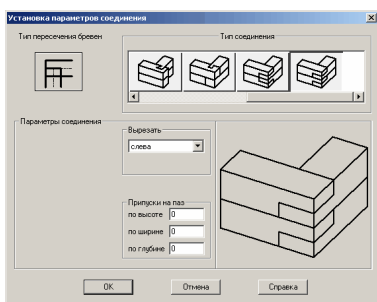 Установка параметров соединения
Тип пересечения бревен
Тип соединения
Параметры соединения
Вырезать
слева
Припуски на паз
по высоте 0
по ширине 0
по глубине 0
OK Отмена Справка